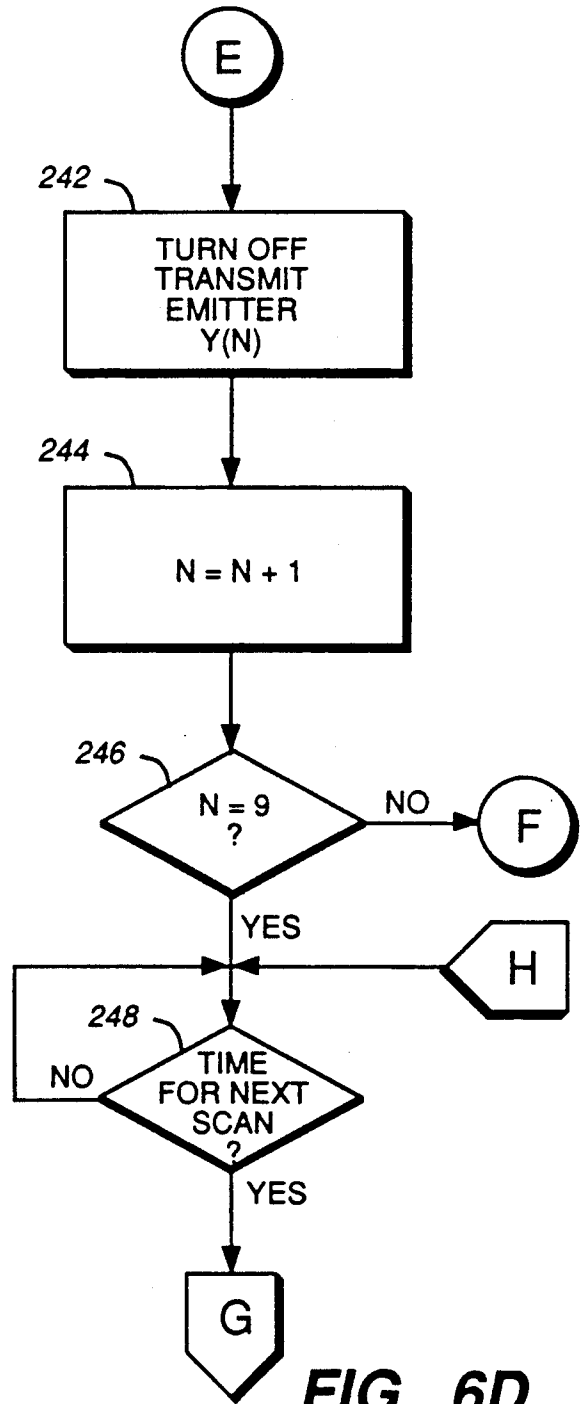 E
242
TURN OFF
TRANSMIT
EMITTER
Y(N)
244
N = N + 1
246
N = 9
?
NO
F
YES
H
248
TIME
FOR NEXT
SCAN
?
NO
YES
G
FIG. 6D